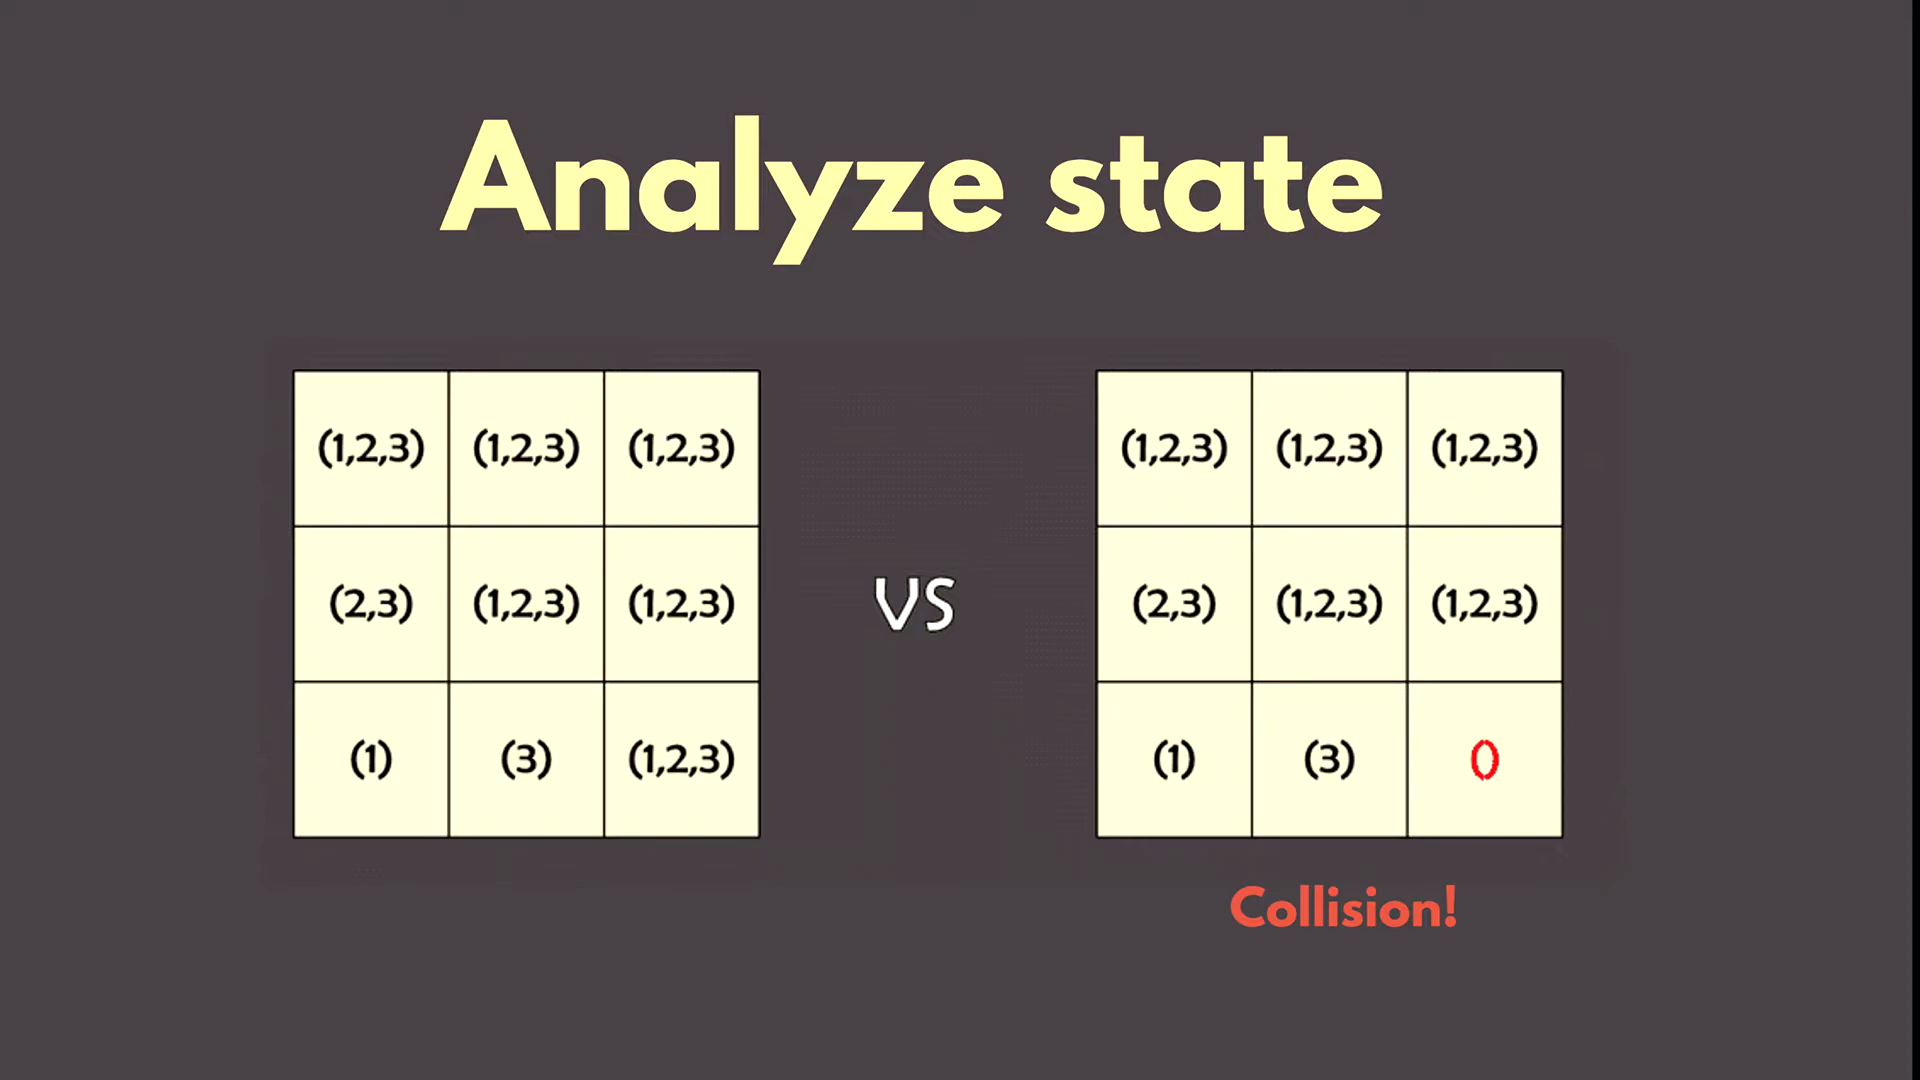 Analyze state
(1,2,3) (1,2,3) (1,2,3)
(2,3) (1,2,3) (1,2,3)
(1) (3) (1,2,3)
VS
(1,2,3) (1,2,3) (1,2,3)
(2,3) (1,2,3) (1,2,3)
(1) (3) ()
Collision!